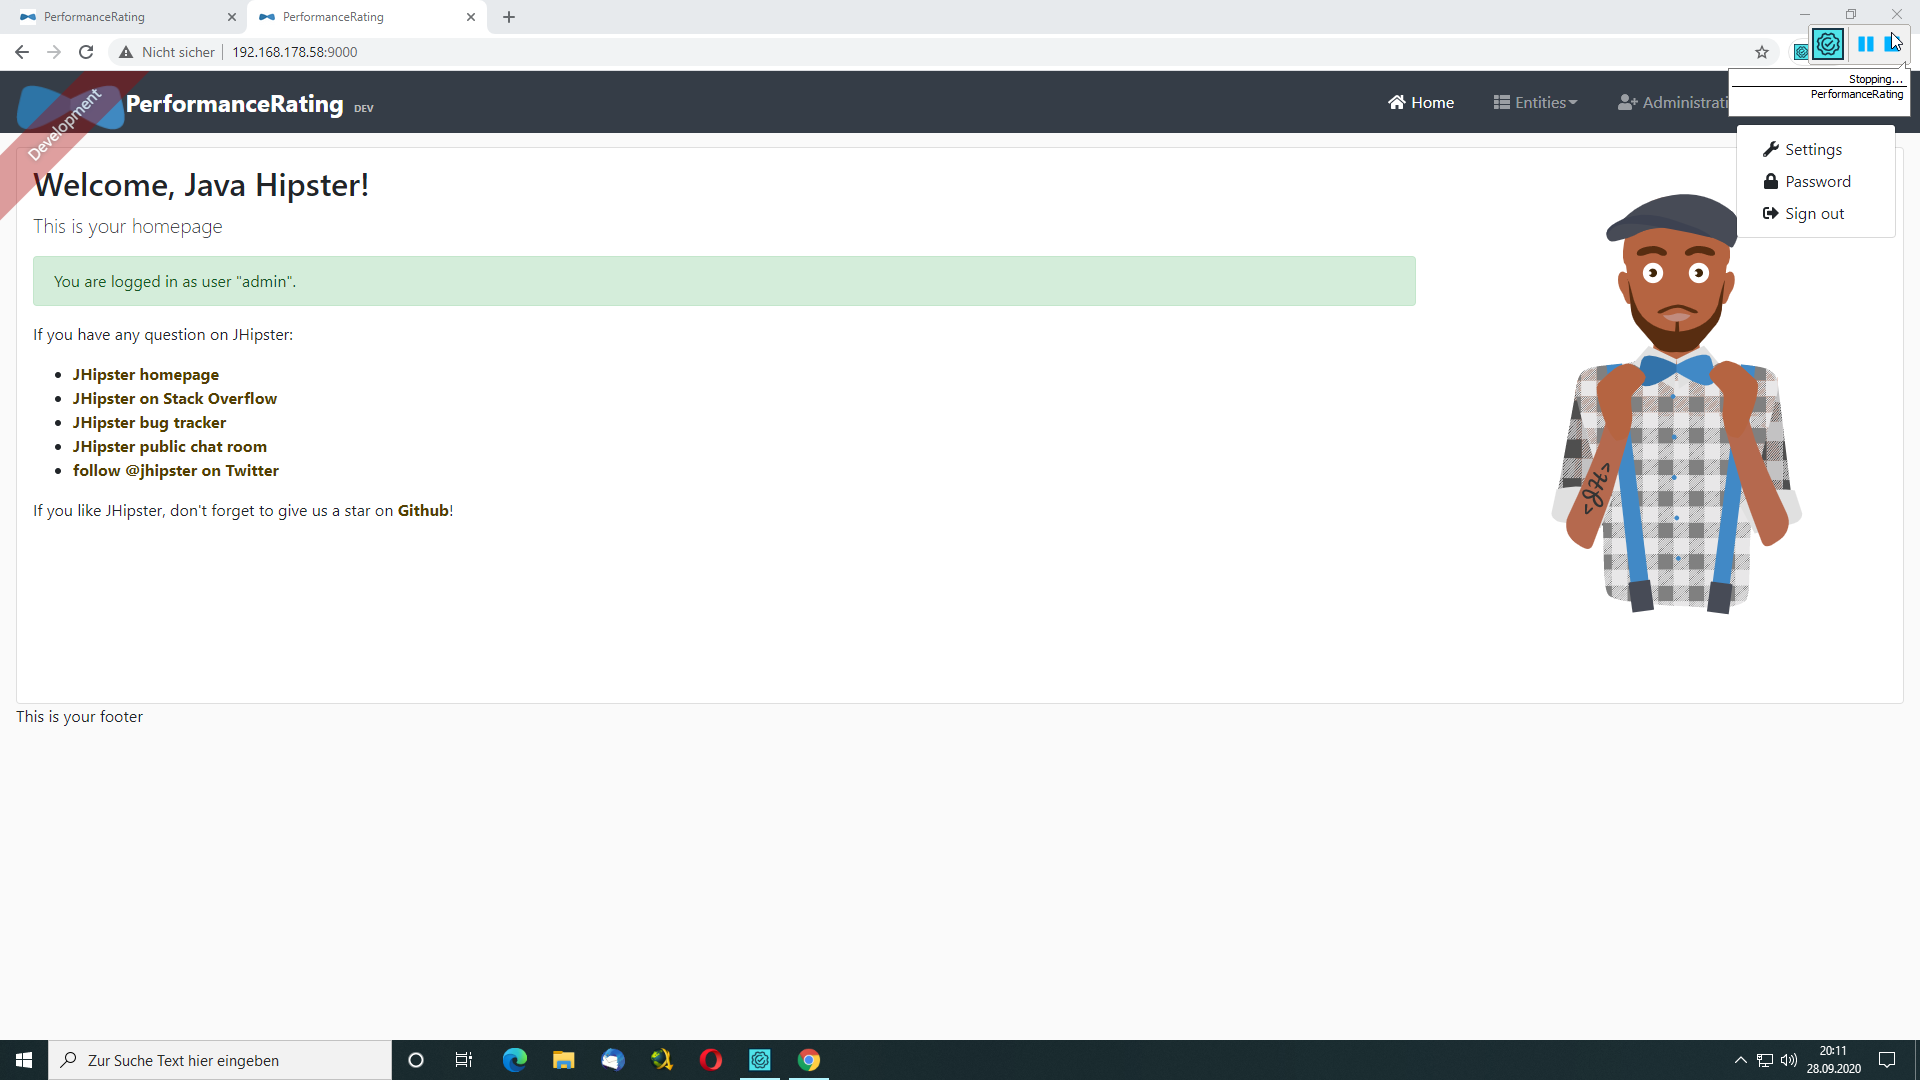 PerformanceRating
PerformanceRating
Nicht sicher
192.168.178.58:9000
Stopping...
PerformanceRating
Development
PerformanceRating DEV
Home
Entities
Administrati
Settings
Password
Sign out
Welcome, Java Hipster!
This is your homepage
You are logged in as user "admin".
If you have any question on JHipster:
JHipster homepage
JHipster on Stack Overflow
JHipster bug tracker
JHipster public chat room
follow @jhipster on Twitter
If you like JHipster, don't forget to give us a star on Github!
<JH>
This is your footer
Zur Suche Text hier eingeben
20:11
28.09.2020